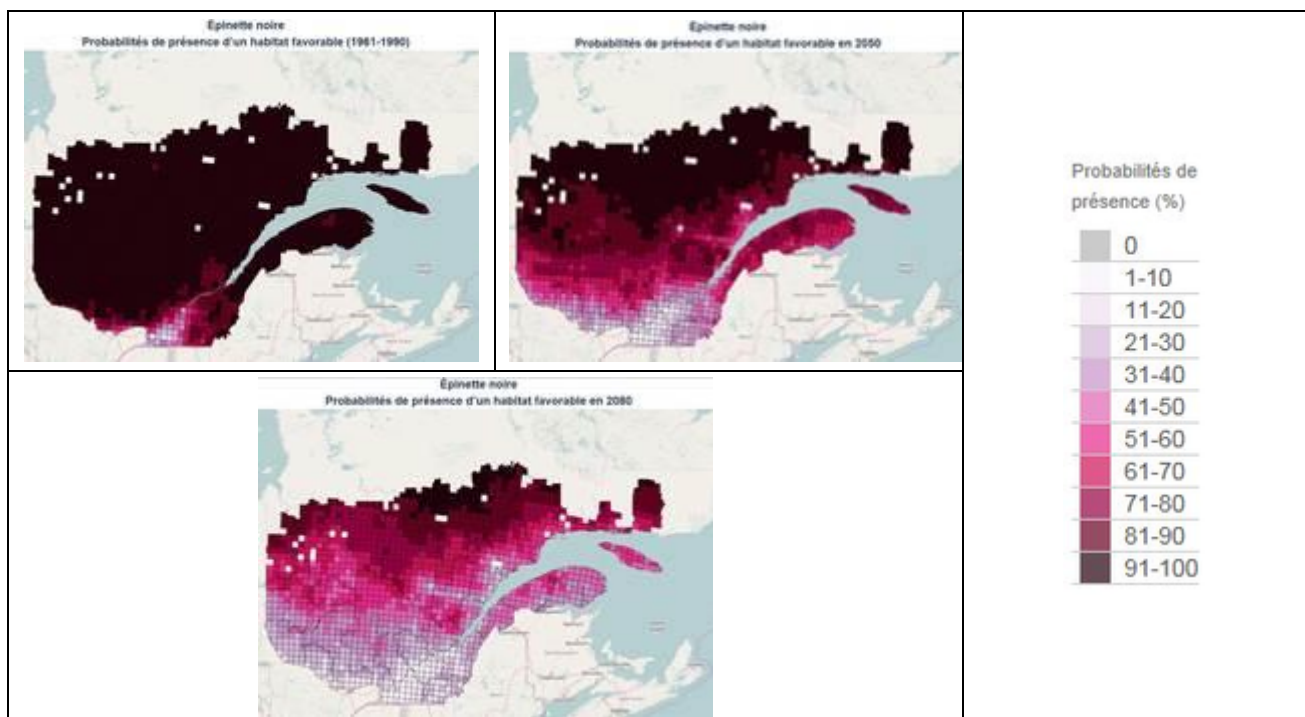 Épinette noire
Probabilités de présence d'un habitat favorable (1961-1990)
Épinette noire
Probabilités de présence d'un habitat favorable en 2050
Épinette noire
Probabilités de présence d'un habitat favorable en 2080
Probabilités de
présence (%)
0
1-10
11-20
21-30
31-40
41-50
51-60
61-70
71-80
81-90
91-100